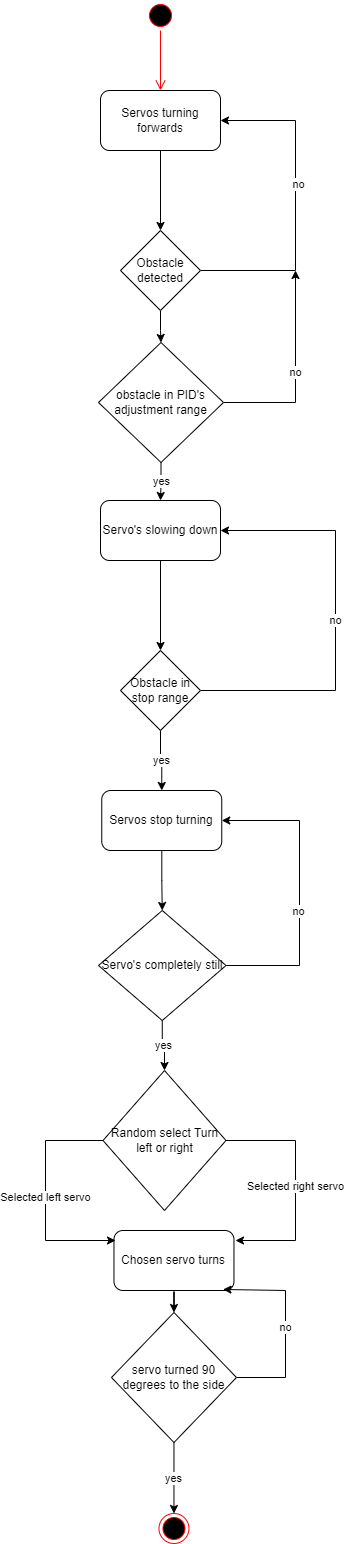 Servos turning
forwards
no
Obstacle
detected
no
obstacle in PID's
adjustment range
yes
Servo's slowing down
no
Obstacle in
stop range
yes
Servos stop turning
no
Servo's completely still
yes
Random select Turn
left or right
Selected left servo
Selected right servo
Chosen servo turns
no
servo turned 90
degrees to the side
yes